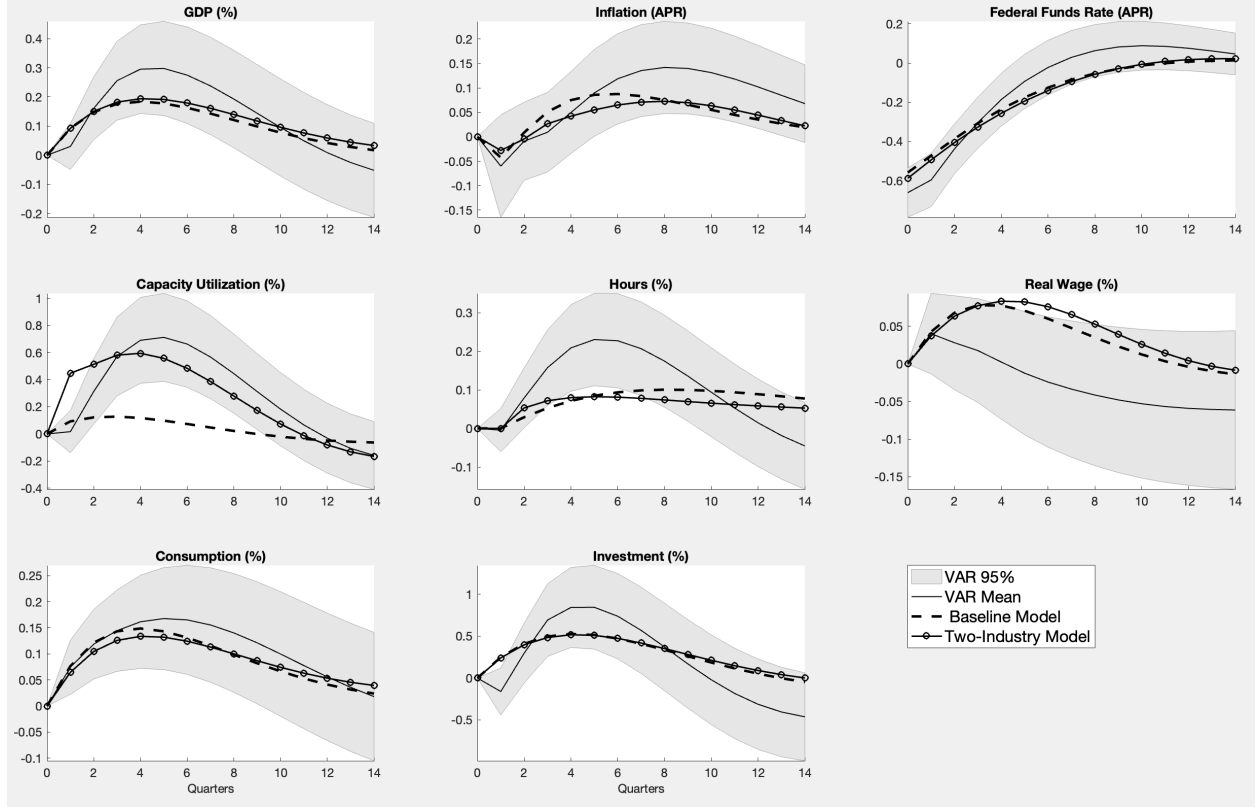 GDP (%)
0.4
0.3
0.2
0.1
0
-0.1
-0.2
0 2 4 6 8 10 12 14
Inflation (APR)
0.2
0.15
0.1
0.05
0
-0.05
-0.1
-0.15
0 2 4 6 8 10 12 14
Federal Funds Rate (APR)
0.2
0
-0.2
-0.4
-0.6
0 2 4 6 8 10 12 14
Capacity Utilization (%)
1
0.8
0.6
0.4
0.2
0
-0.2
-0.4
0 2 4 6 8 10 12 14
Hours (%)
0.3
0.2
0.1
0
-0.1
0 2 4 6 8 10 12 14
Real Wage (%)
0.05
0
-0.05
-0.1
-0.15
0 2 4 6 8 10 12 14
Consumption (%)
0.25
0.2
0.15
0.1
0.05
0
-0.05
-0.1
0 2 4 6 8 10 12 14
Quarters
Investment (%)
1
0.5
0
-0.5
0 2 4 6 8 10 12 14
Quarters
VAR 95%
VAR Mean
Baseline Model
Two-Industry Model